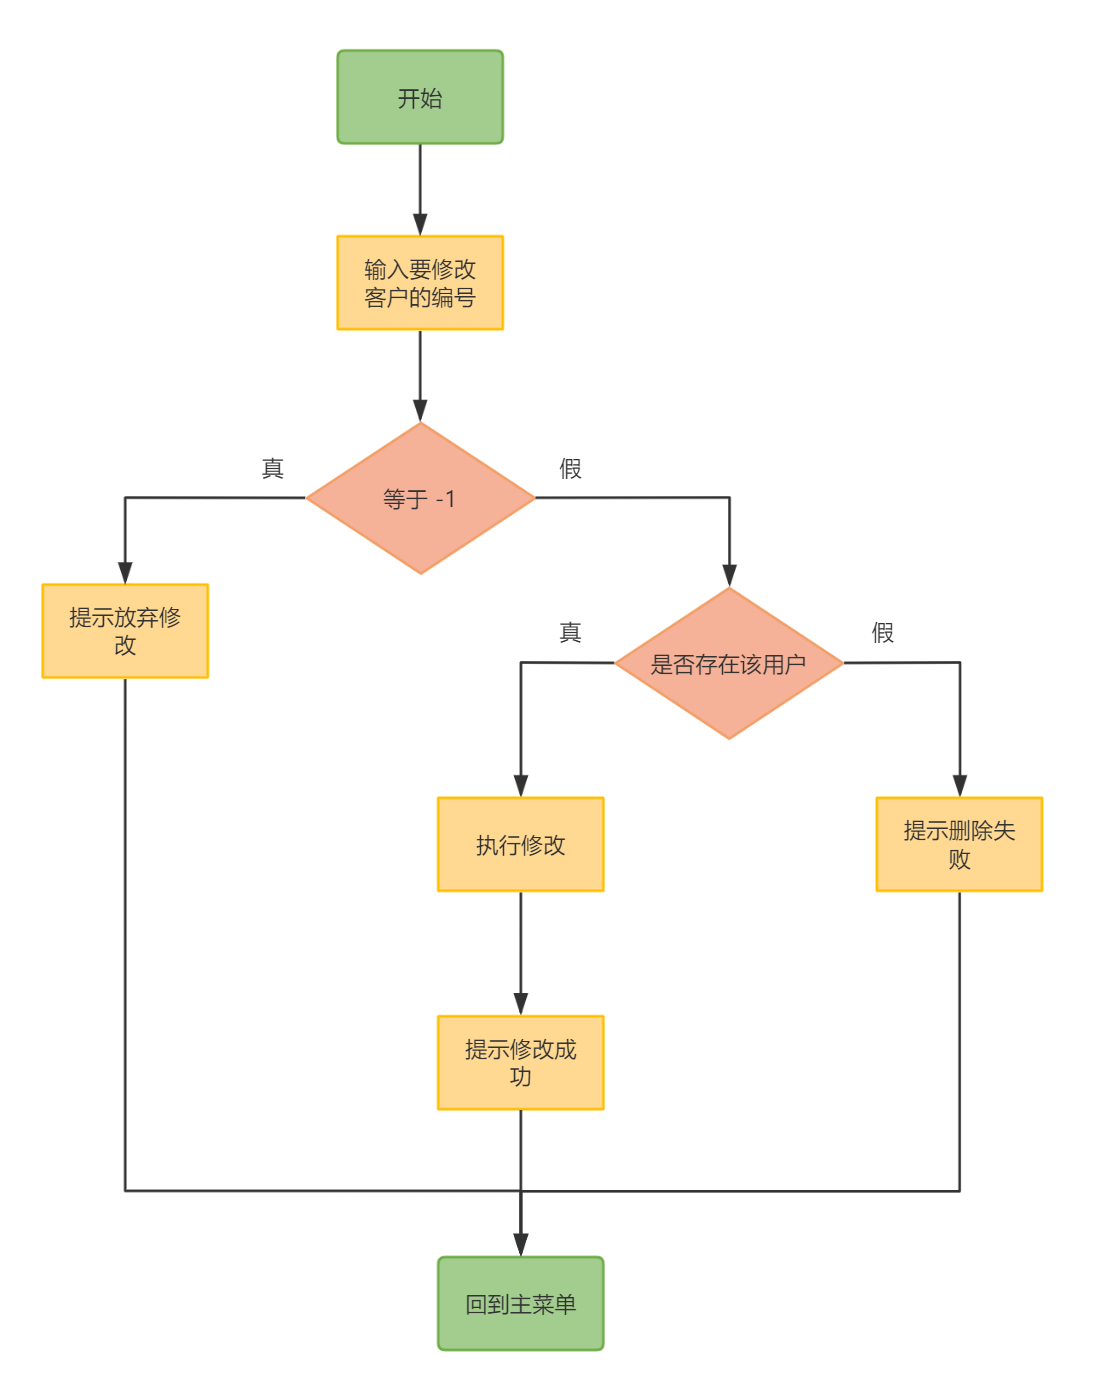 开始
输入要修改
客户的编号
真
假
等于 -1
提示放弃修
改
真
假
是否存在该用户
执行修改
提示删除失
败
提示修改成
功
回到主菜单